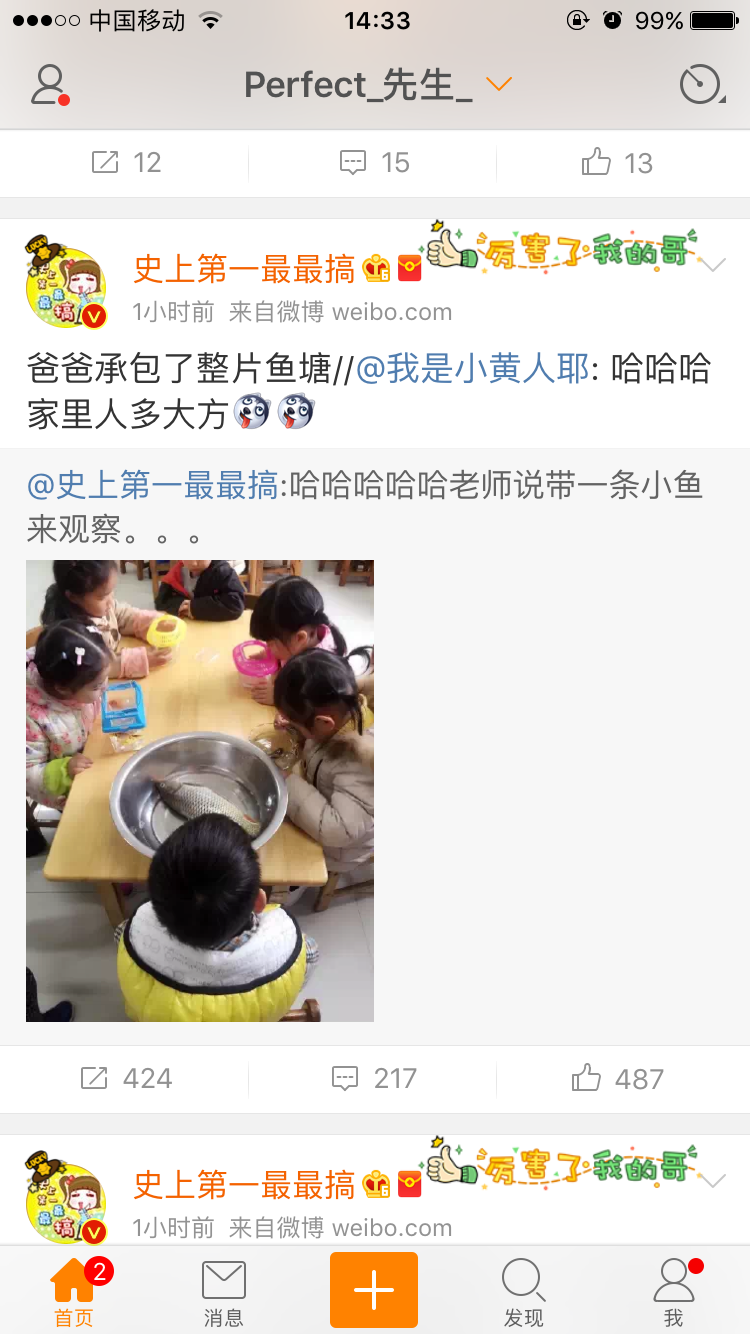 中国移动 14:33 99%
Perfect_先生_
12 15 13
厉害了我的哥
史上第一最最搞
1小时前 来自微博 weibo.com
爸爸承包了整片鱼塘//@我是小黄人耶: 哈哈哈
家里人多大方
@史上第一最最搞:哈哈哈哈哈老师说带一条小鱼
来观察。。。
424 217 487
厉害了我的哥
史上第一最最搞
1小时前 来自微博 weibo.com
2
首页 消息 发现 我